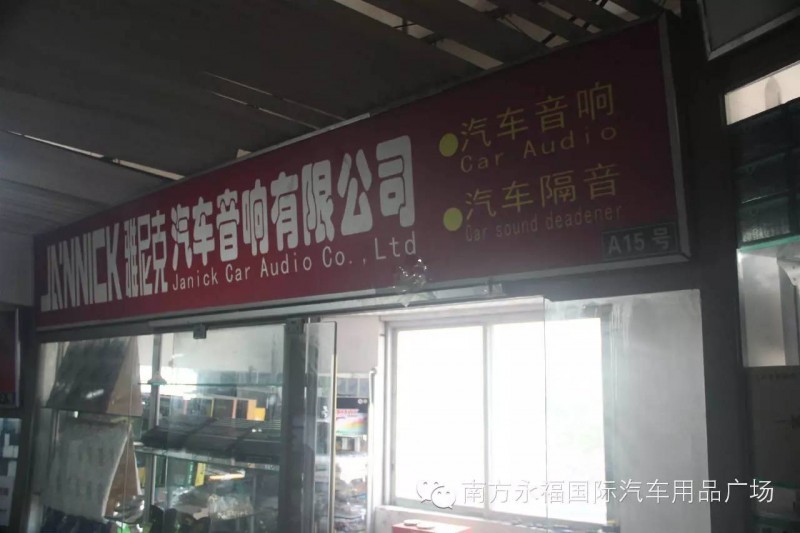 JANNICK 雅尼克 汽车音响有限公司
Janick Car Audio Co.,Ltd
汽车音响
Car Audio
汽车隔音
Car sound deadener
A15号
南方永福国际汽车用品广场